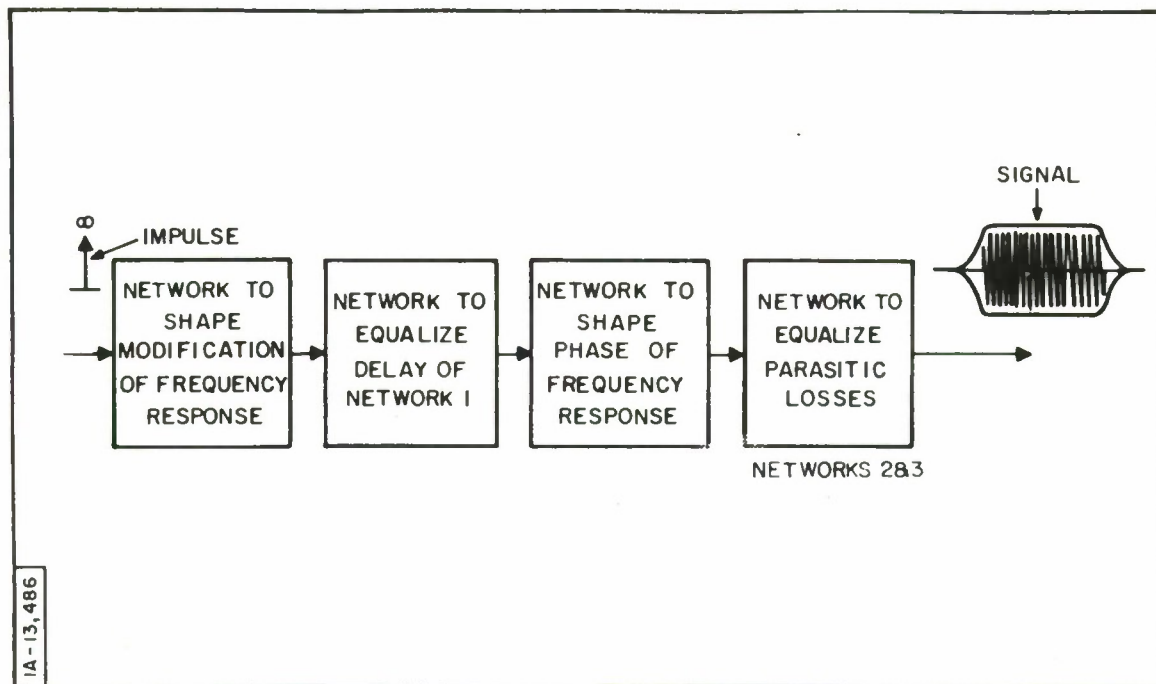 SIGNAL
∞
IMPULSE
NETWORK TO
SHAPE
MODIFICATION
OF FREQUENCY
RESPONSE
NETWORK TO
EQUALIZE
DELAY OF
NETWORK 1
NETWORK TO
SHAPE
PHASE OF
FREQUENCY
RESPONSE
NETWORK TO
EQUALIZE
PARASITIC
LOSSES
NETWORKS 2&3
IA-13,486